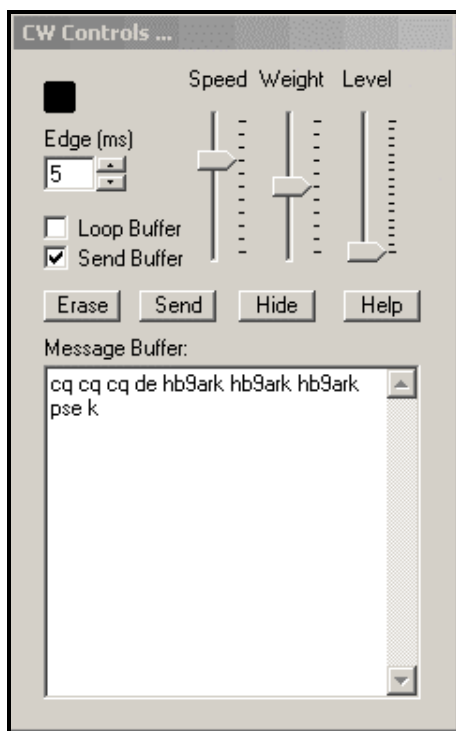 CW Controls ...
Speed Weight Level
Edge (ms)
5
Loop Buffer
Send Buffer
Erase Send Hide Help
Message Buffer:
cq cq cq de hb9ark hb9ark hb9ark
pse k